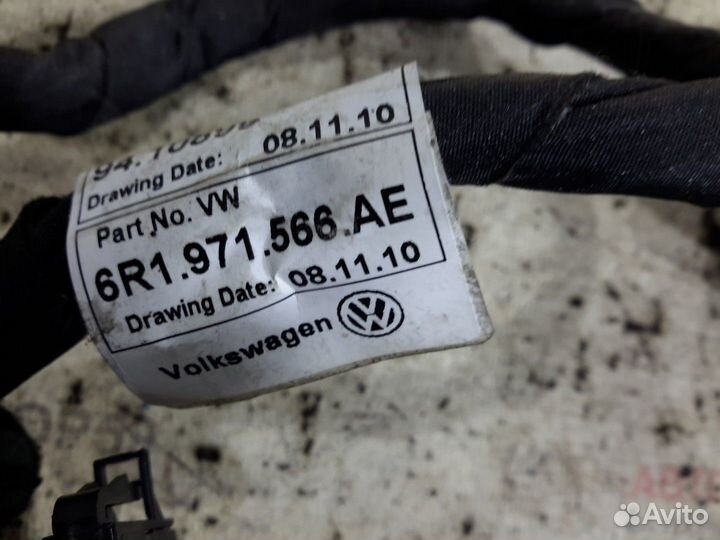 Drawing Date: 08.11.10
Part No. VW
6R1.971.566.AE
Drawing Date: 08.11.10
Volkswagen
Avito